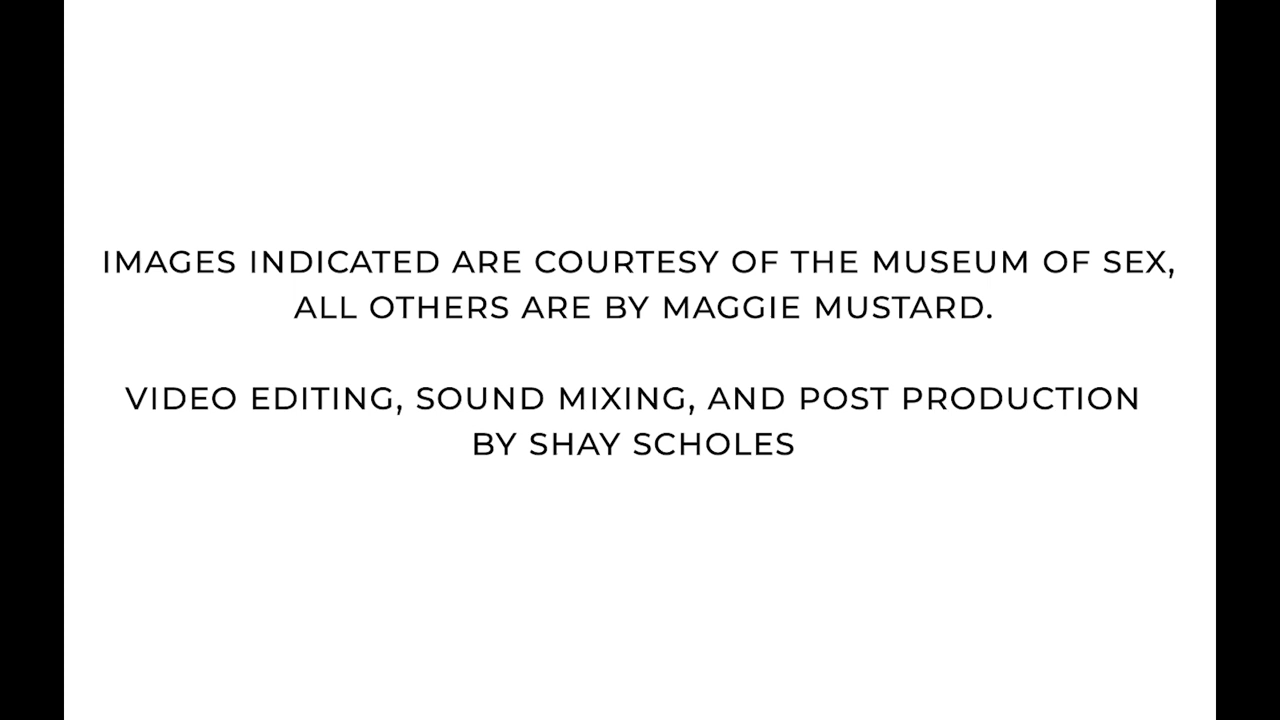 IMAGES INDICATED ARE COURTESY OF THE MUSEUM OF SEX,
ALL OTHERS ARE BY MAGGIE MUSTARD.
VIDEO EDITING, SOUND MIXING, AND POST PRODUCTION
BY SHAY SCHOLES